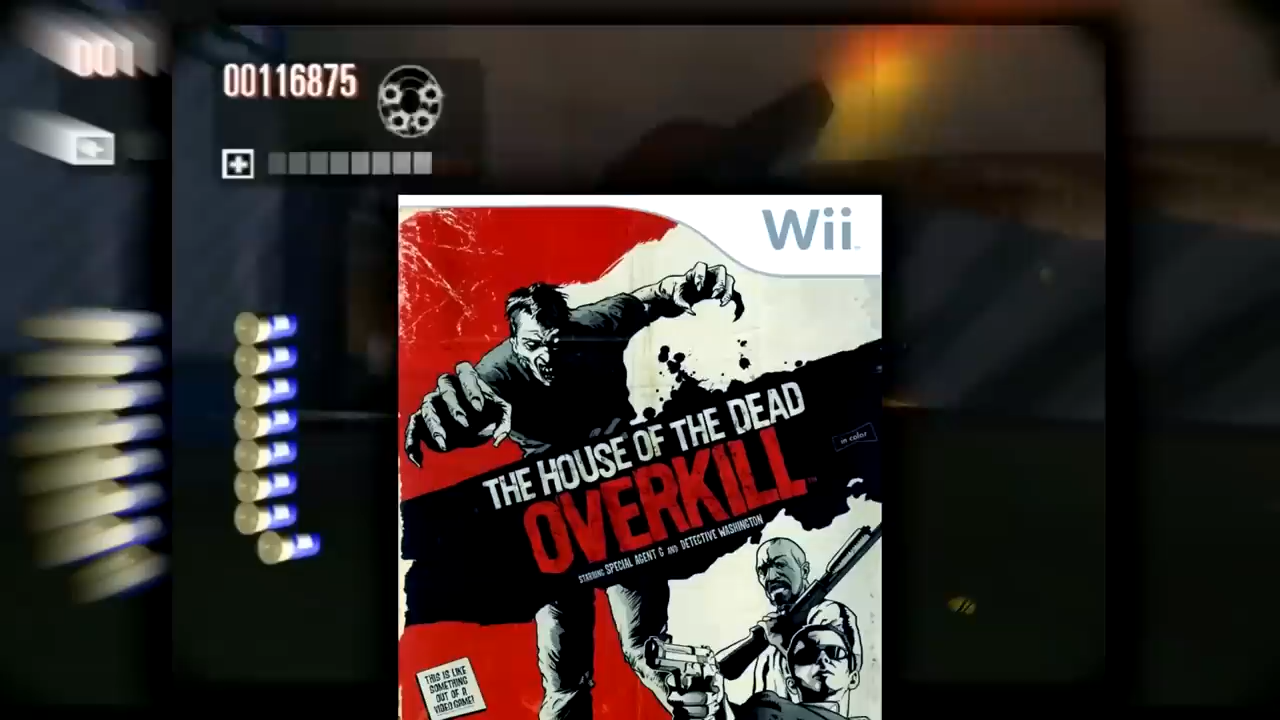 001
00116875
Wii
THE HOUSE OF THE DEAD
OVERKILL
in color
STARRING SPECIAL AGENT G AND DETECTIVE WASHINGTON
THIS IS LIKE
SOMETHING
OUT OF A
VIDEO GAME!